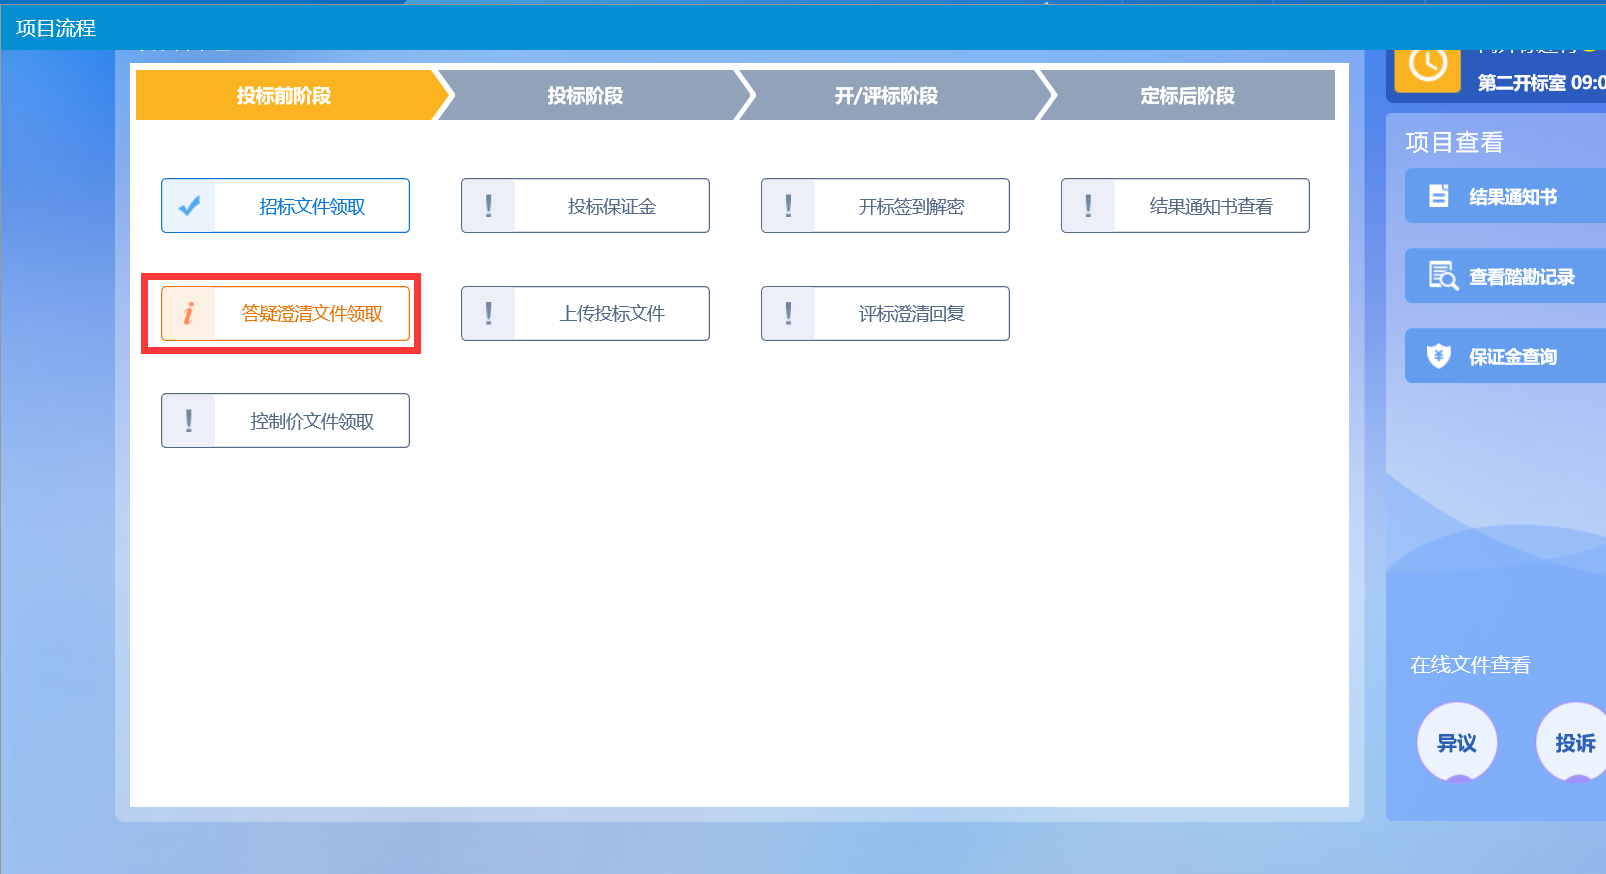 项目流程
投标前阶段
投标阶段
开/评标阶段
定标后阶段
招标文件领取
投标保证金
开标签到解密
结果通知书查看
答疑澄清文件领取
上传投标文件
评标澄清回复
控制价文件领取
第二开标室 09:0
项目查看
结果通知书
查看踏勘记录
保证金查询
在线文件查看
异议
投诉